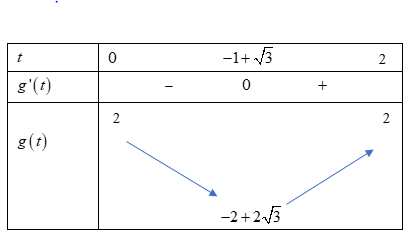 t 0 −1+√3 2
g'(t) − 0 +
2 2
g(t)
−2+2√3